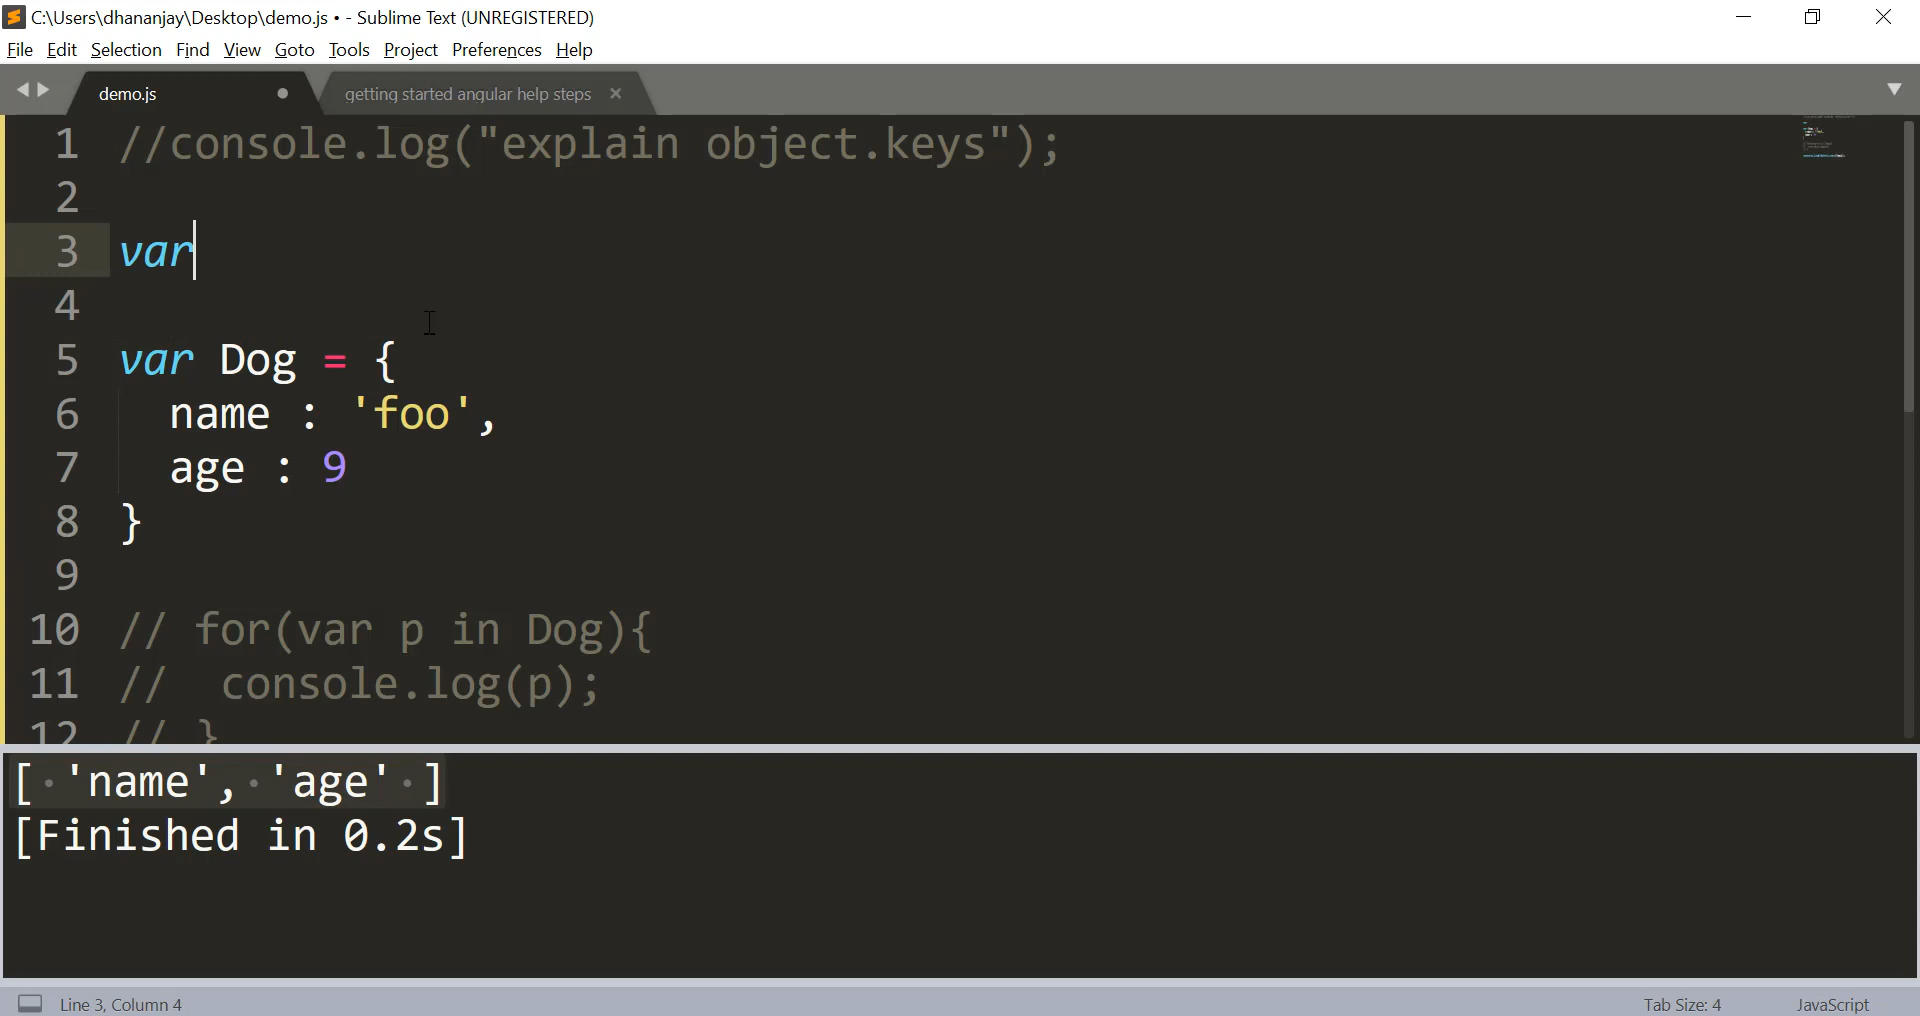 C:\Users\dhananjay\Desktop\demo.js • - Sublime Text (UNREGISTERED)
File Edit Selection Find View Goto Tools Project Preferences Help
demo.js getting started angular help steps
1 //console.log("explain object.keys");
2
3 var
4
5 var Dog = {
6 name : 'foo',
7 age : 9
8 }
9
10 // for(var p in Dog){
11 // console.log(p);
12 // }
[ 'name', 'age' ]
[Finished in 0.2s]
Line 3, Column 4 Tab Size: 4 JavaScript